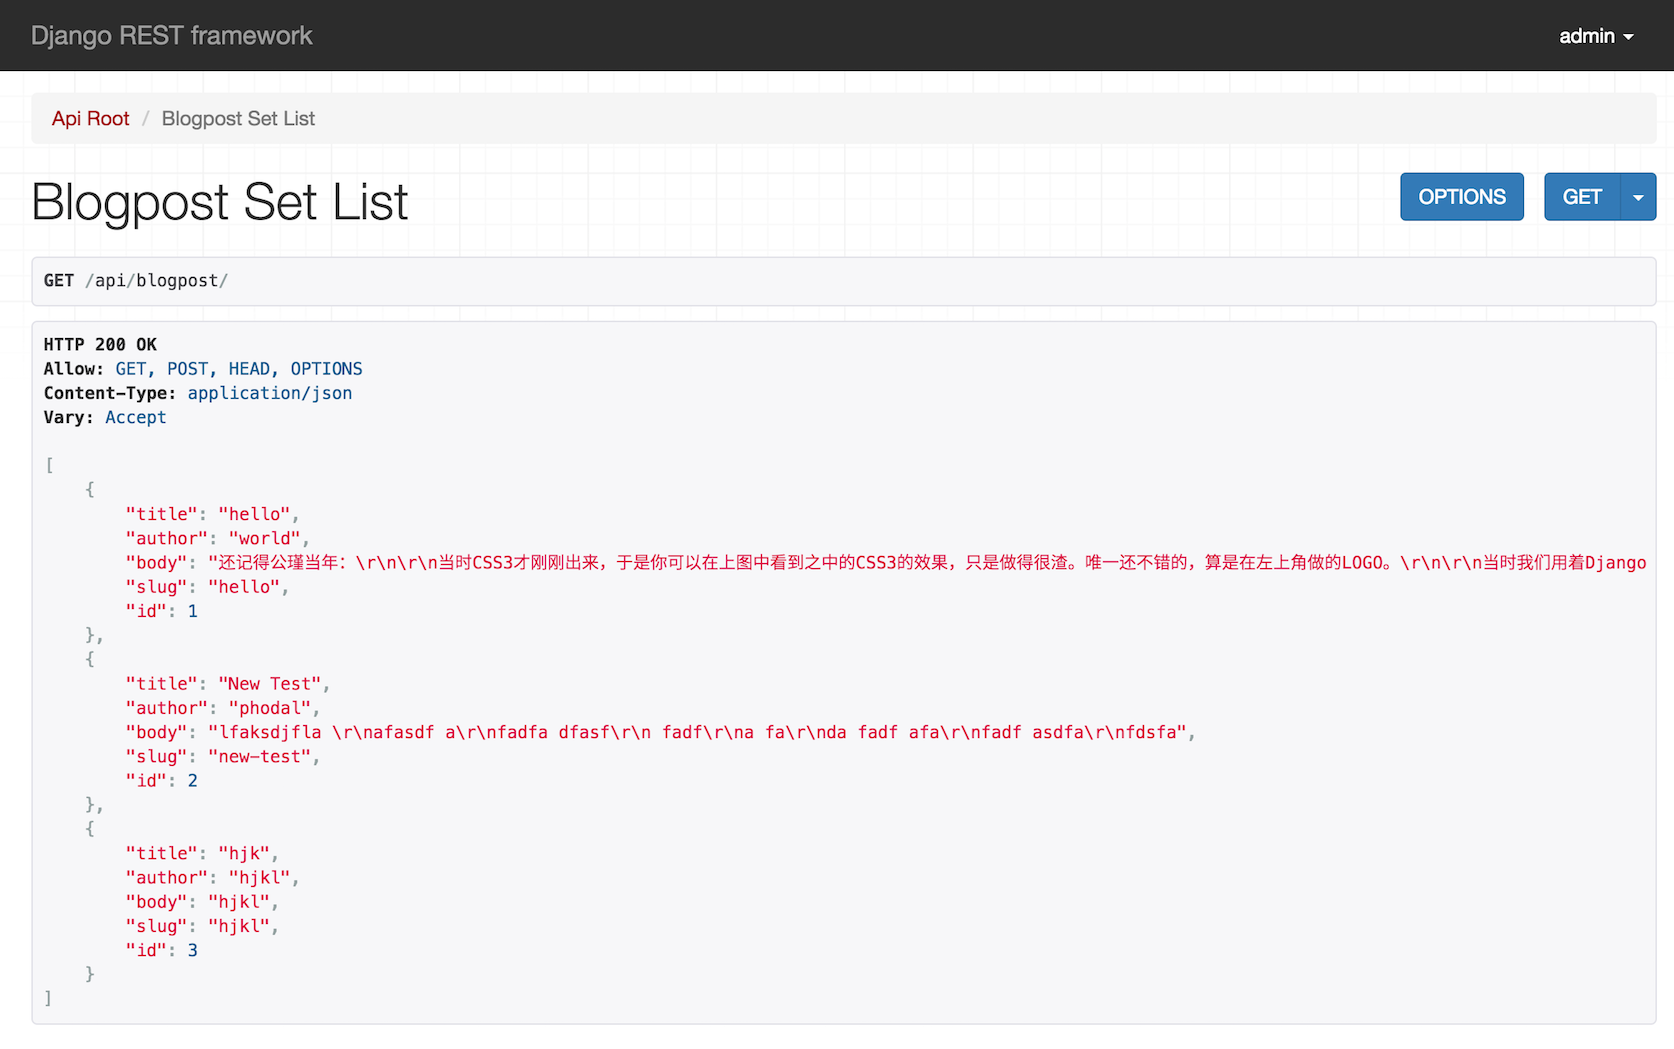 Django REST framework
admin
Api Root / Blogpost Set List
Blogpost Set List
OPTIONS
GET
GET /api/blogpost/
HTTP 200 OK
Allow: GET, POST, HEAD, OPTIONS
Content-Type: application/json
Vary: Accept
[
{
"title": "hello",
"author": "world",
"body": "还记得公瑾当年：\r\n\r\n当时CSS3才刚刚出来，于是你可以在上图中看到之中的CSS3的效果，只是做得很渣。唯一还不错的，算是在左上角做的LOGO。\r\n\r\n当时我们用着Django
"slug": "hello",
"id": 1
},
{
"title": "New Test",
"author": "phodal",
"body": "lfaksdjfla \r\nafasdf a\r\nfadfa dfasf\r\n fadf\r\na fa\r\nda fadf afa\r\nfadf asdfa\r\nfdsfa",
"slug": "new-test",
"id": 2
},
{
"title": "hjk",
"author": "hjkl",
"body": "hjkl",
"slug": "hjkl",
"id": 3
}
]